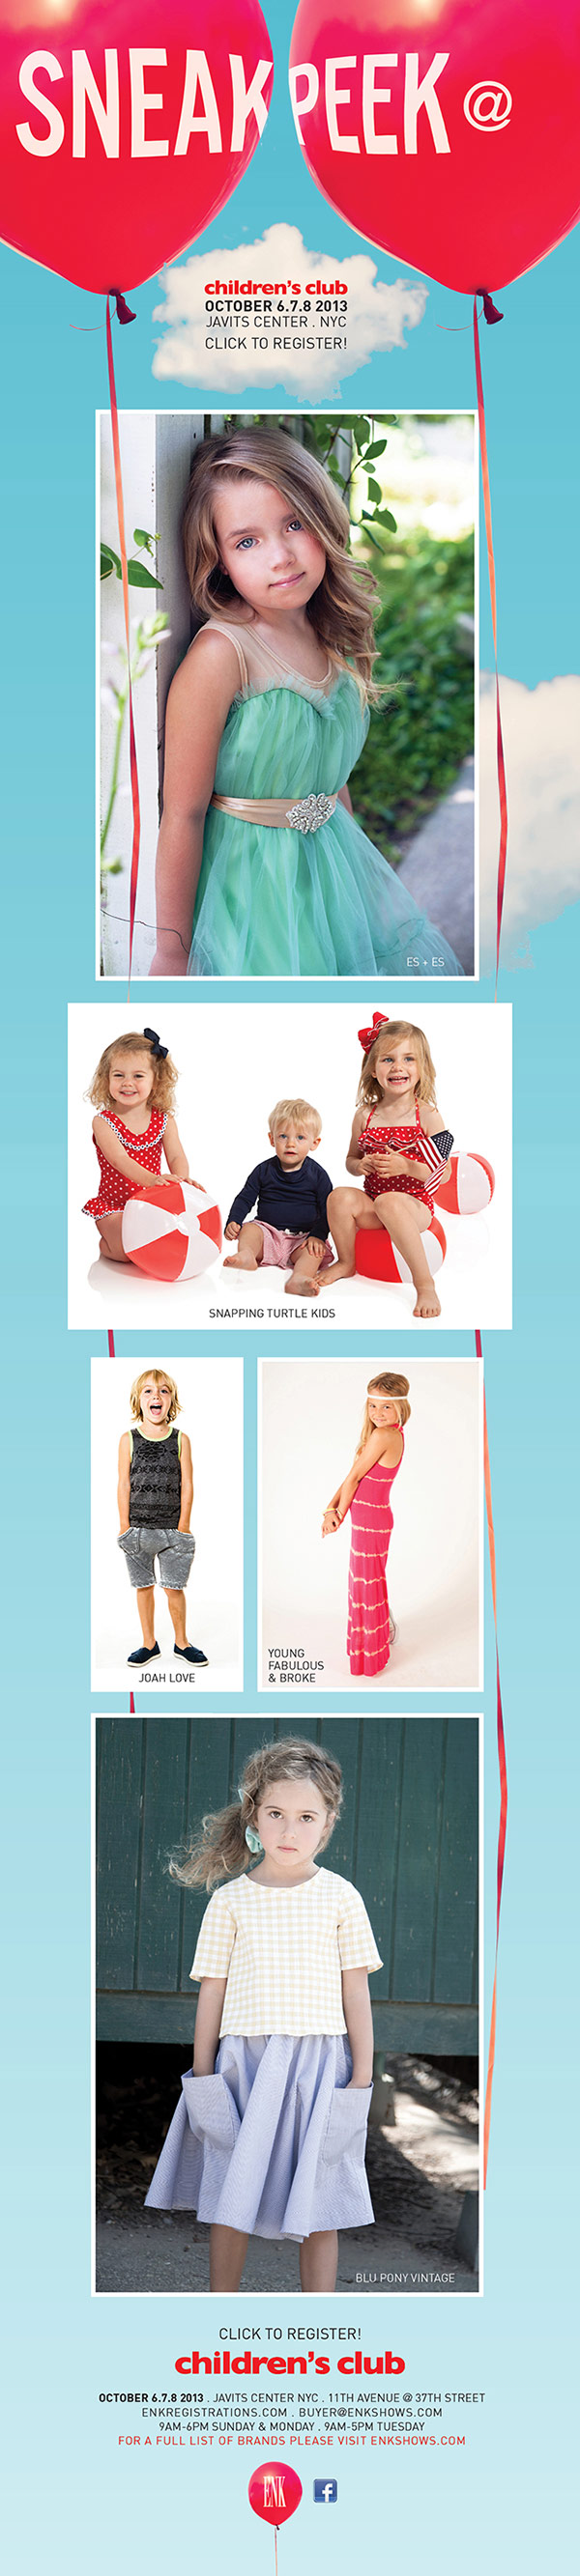 SNEAK PEEK @
children's club
OCTOBER 6.7.8 2013
JAVITS CENTER . NYC
CLICK TO REGISTER!
ES + ES
SNAPPING TURTLE KIDS
JOAH LOVE
YOUNG
FABULOUS
& BROKE
BLU PONY VINTAGE
CLICK TO REGISTER!
children's club
OCTOBER 6.7.8 2013 . JAVITS CENTER NYC . 11TH AVENUE @ 37TH STREET
ENKREGISTRATIONS.COM . BUYER@ENKSHOWS.COM
9AM-6PM SUNDAY & MONDAY . 9AM-5PM TUESDAY
FOR A FULL LIST OF BRANDS PLEASE VISIT ENKSHOWS.COM
ENK f